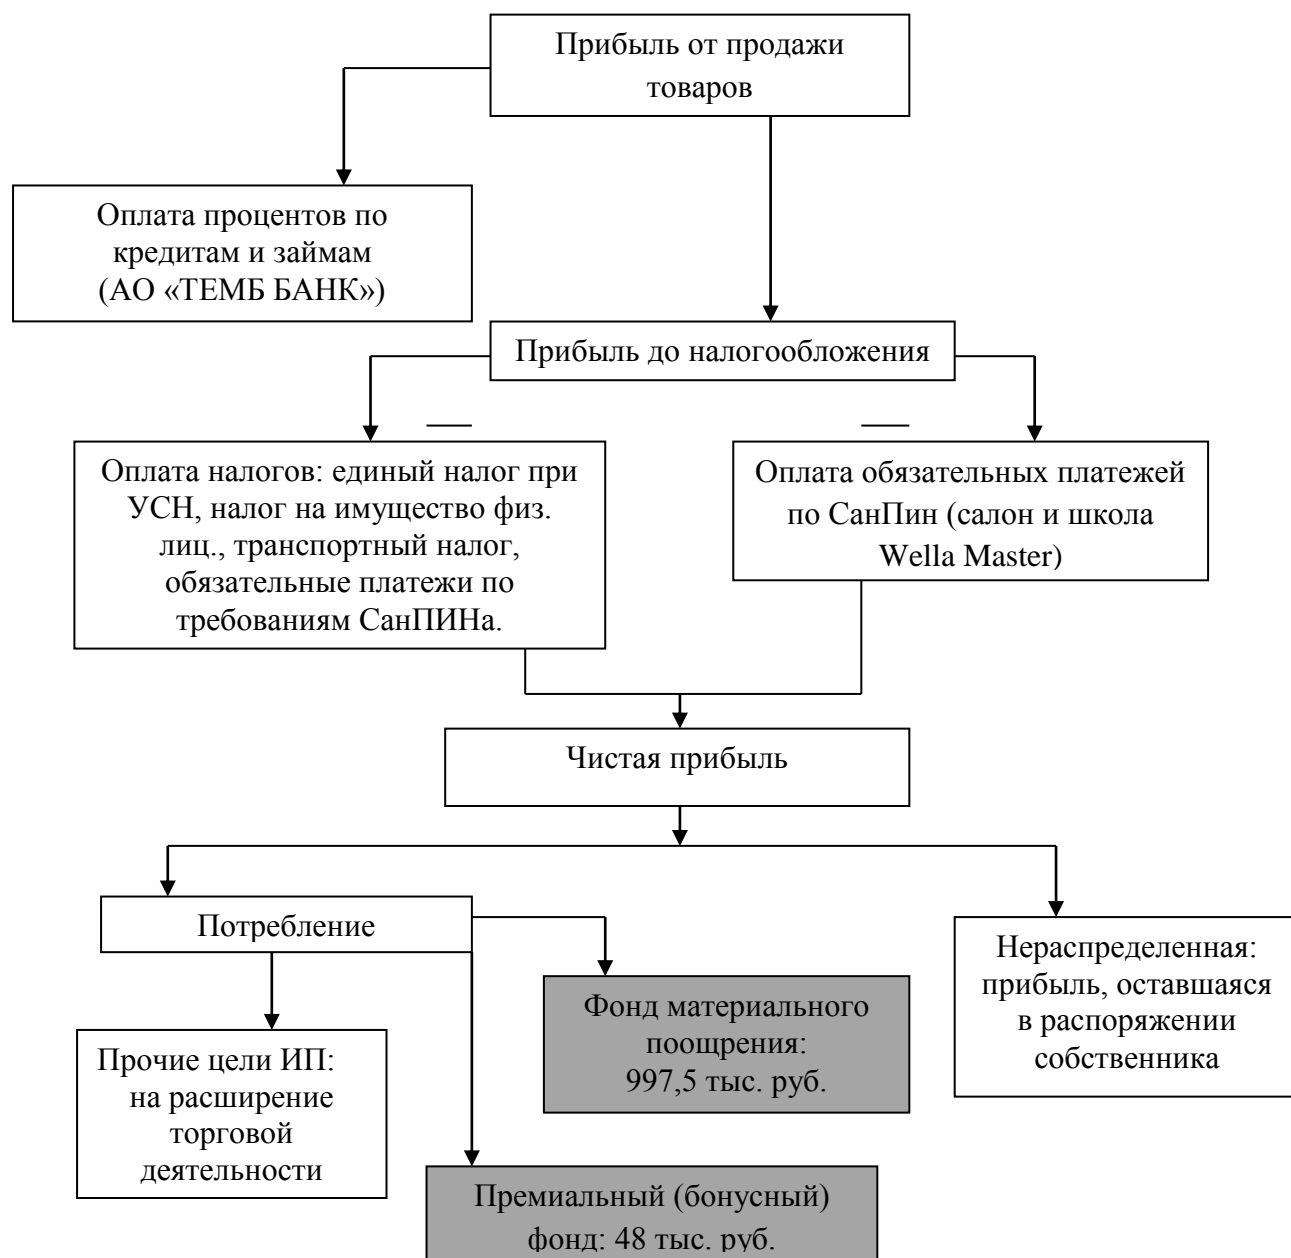 Прибыль от продажи
товаров
Оплата процентов по
кредитам и займам
(АО «ТЕМБ БАНК»)
Прибыль до налогообложения
Оплата налогов: единый налог при
УСН, налог на имущество физ.
лиц., транспортный налог,
обязательные платежи по
требованиям СанПИНа.
Оплата обязательных платежей
по СанПин (салон и школа
Wella Master)
Чистая прибыль
Потребление
Нераспределенная:
прибыль, оставшаяся
в распоряжении
собственника
Фонд материального
поощрения:
997,5 тыс. руб.
Прочие цели ИП:
на расширение
торговой
деятельности
Премиальный (бонусный)
фонд: 48 тыс. руб.